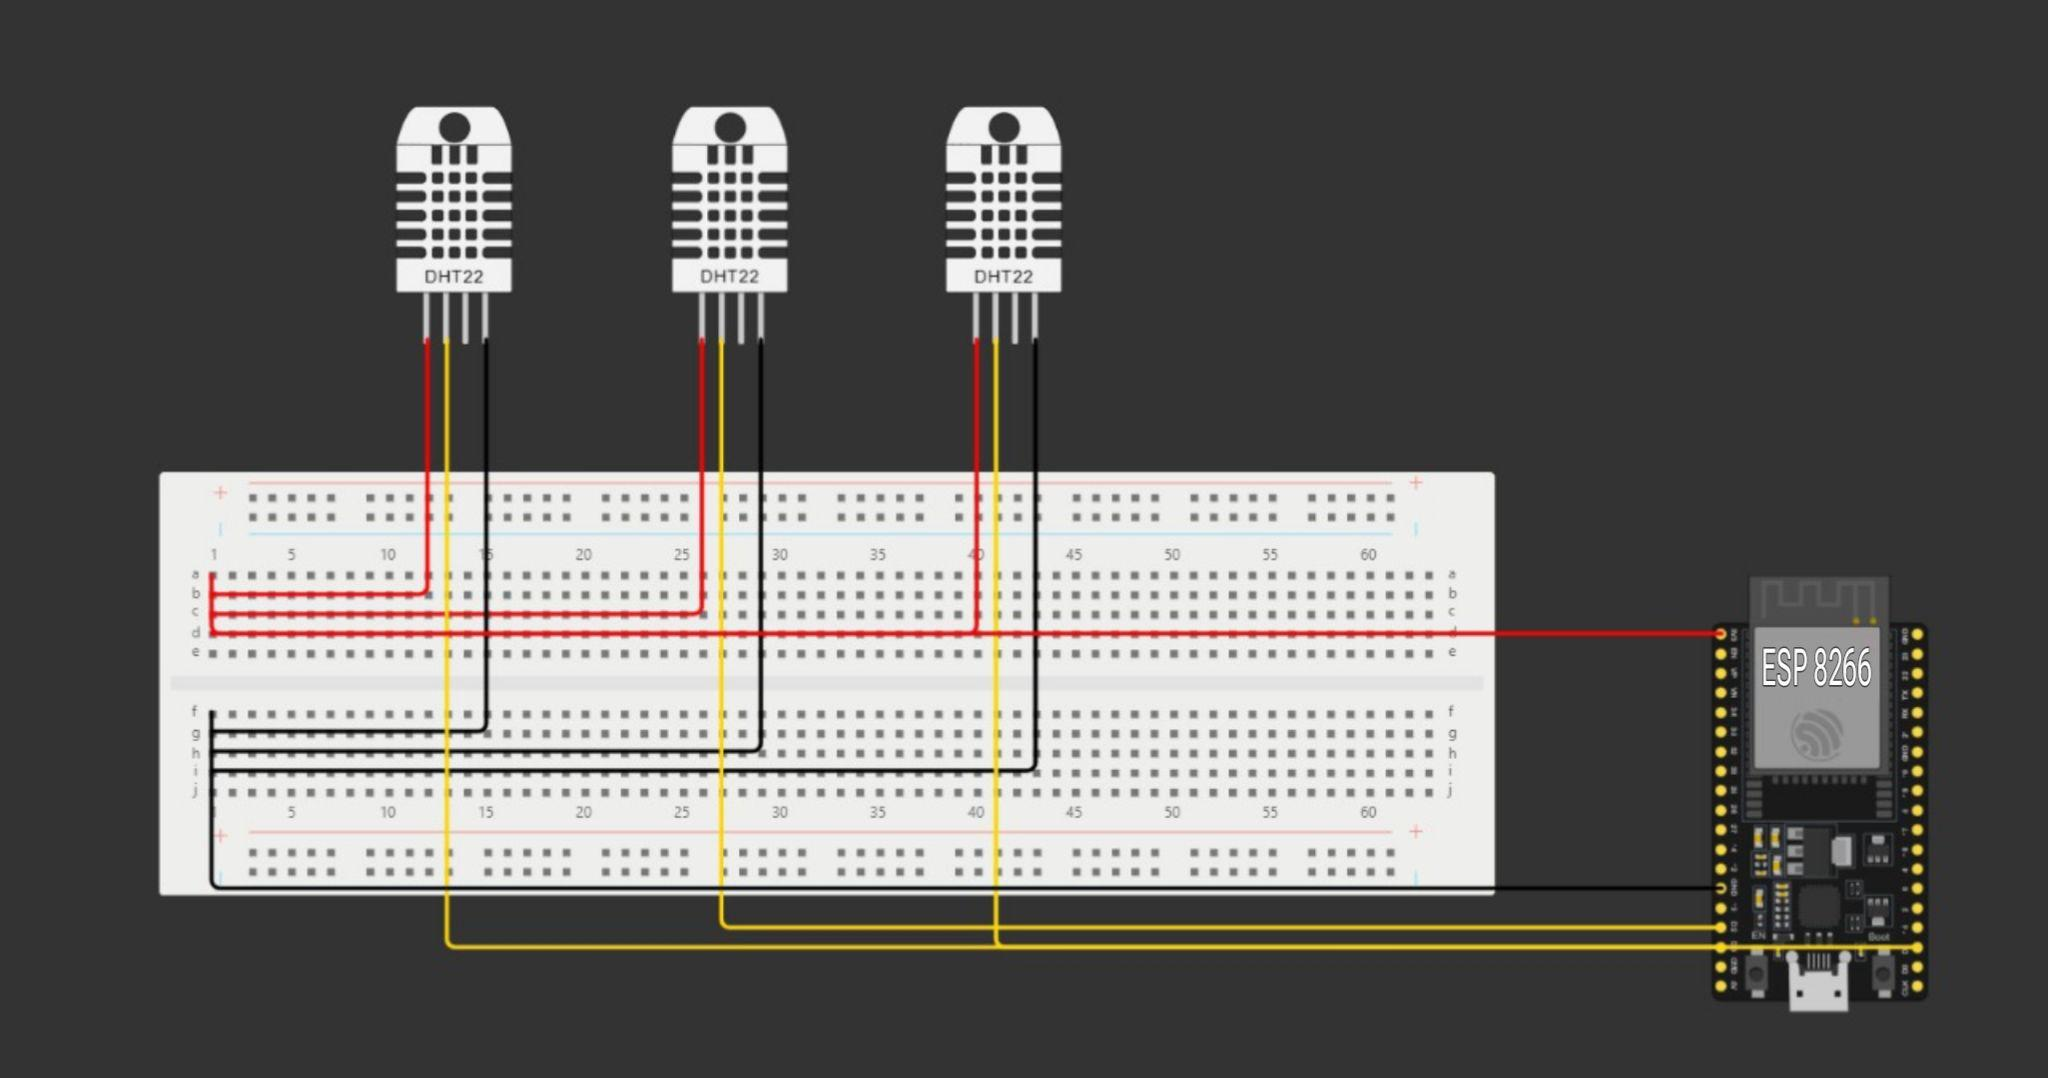 DHT22 DHT22 DHT22
+ +
1 5 10 15 20 25 30 35 40 45 50 55 60
a a
b b
c c
d d
e e
f f
g g
h h
i i
j j
5 10 15 20 25 30 35 40 45 50 55 60
+ +
ESP 8266
EN Boot